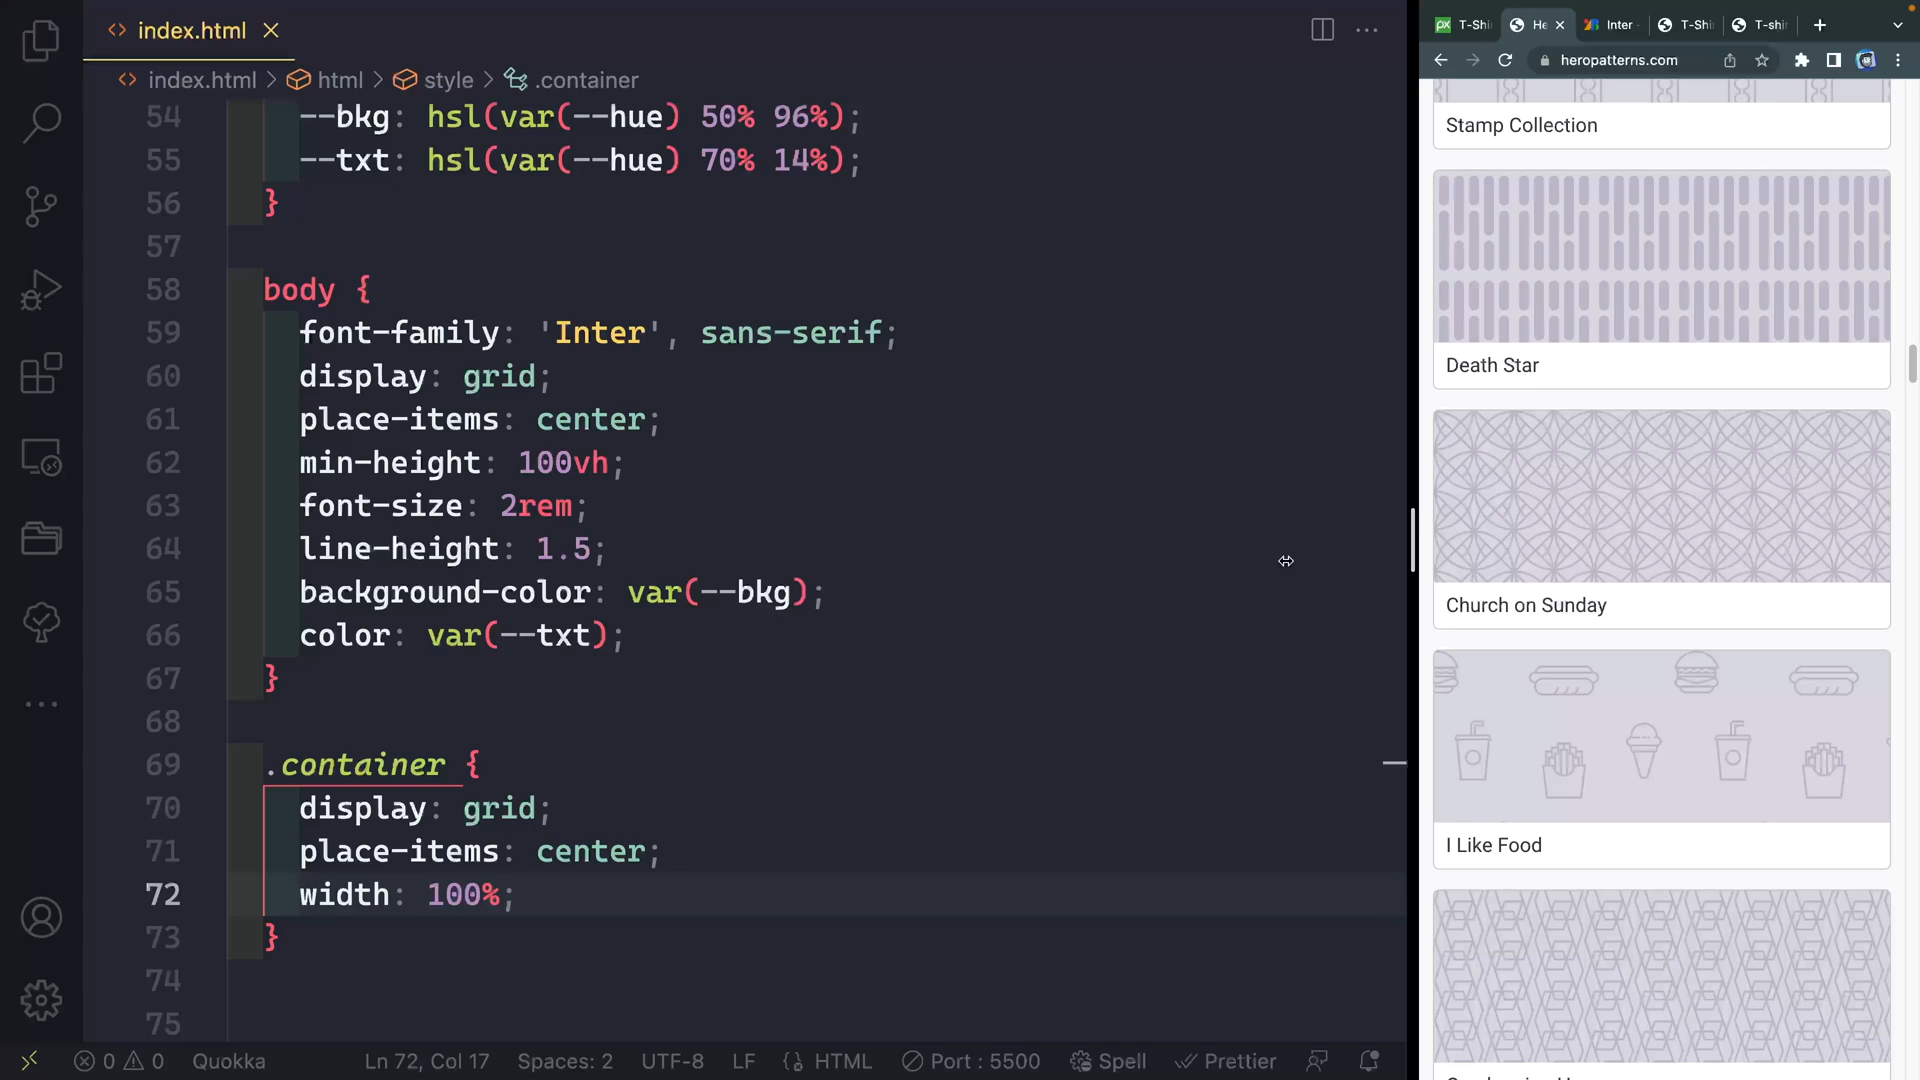 index.html
T-Shi
He
Inter
T-Shi
T-shi
index.html > html > style > .container
heropatterns.com
54 --bkg: hsl(var(--hue) 50% 96%);
55 --txt: hsl(var(--hue) 70% 14%);
56 }
57
58 body {
59 font-family: 'Inter', sans-serif;
60 display: grid;
61 place-items: center;
62 min-height: 100vh;
63 font-size: 2rem;
64 line-height: 1.5;
65 background-color: var(--bkg);
66 color: var(--txt);
67 }
68
69 .container {
70 display: grid;
71 place-items: center;
72 width: 100%;
73 }
74
75
Stamp Collection
Death Star
Church on Sunday
I Like Food
0 0 Quokka Ln 72, Col 17 Spaces: 2 UTF-8 LF {} HTML Port : 5500 Spell Prettier